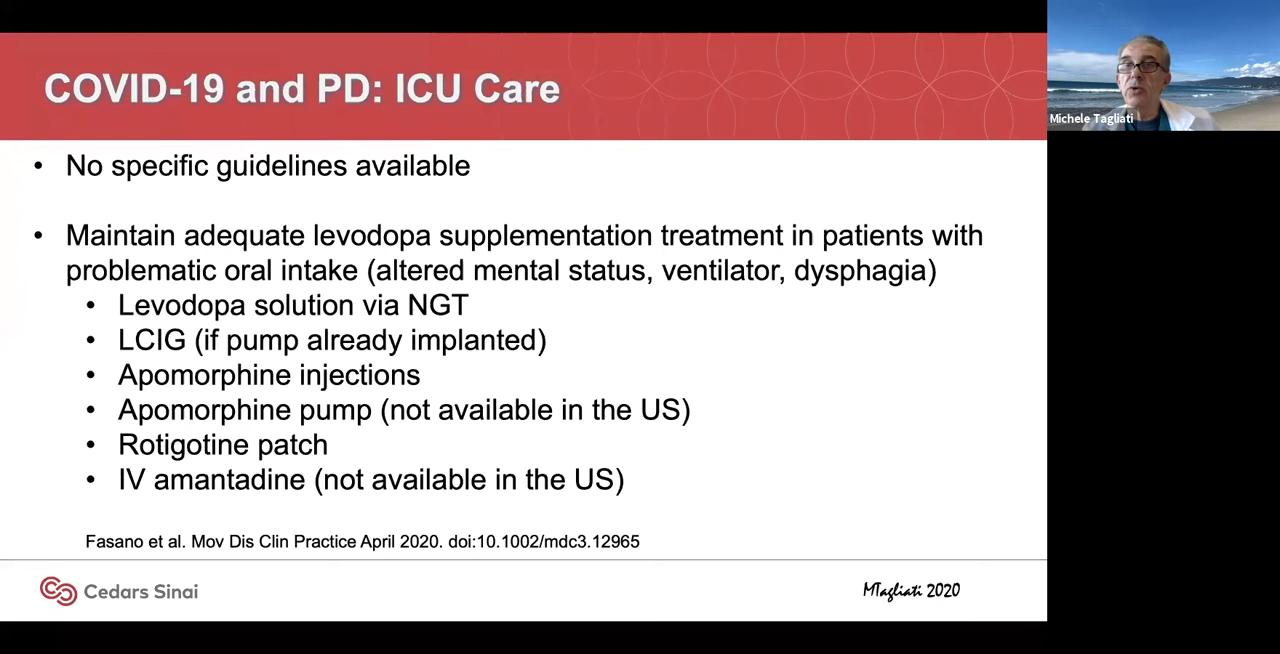 COVID-19 and PD: ICU Care
Michele Tagliati
• No specific guidelines available
• Maintain adequate levodopa supplementation treatment in patients with
problematic oral intake (altered mental status, ventilator, dysphagia)
• Levodopa solution via NGT
• LCIG (if pump already implanted)
• Apomorphine injections
• Apomorphine pump (not available in the US)
• Rotigotine patch
• IV amantadine (not available in the US)
Fasano et al. Mov Dis Clin Practice April 2020. doi:10.1002/mdc3.12965
Cedars Sinai
MTagliati 2020